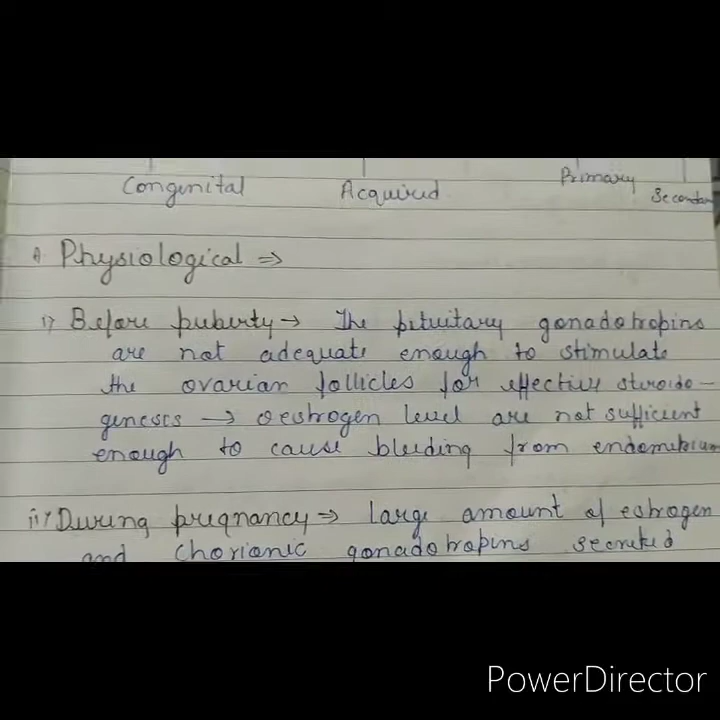 Congenital Acquired Primary Secondary
A Physiological ⇒
i) Before puberty → The pituitary gonadotropins
are not adequate enough to stimulate
the ovarian follicles for effective steroido-
genesis → oestrogen level are not sufficient
enough to cause bleeding from endometrium
ii) During pregnancy ⇒ large amount of estrogen
and chorionic gonadotropins secreted
PowerDirector